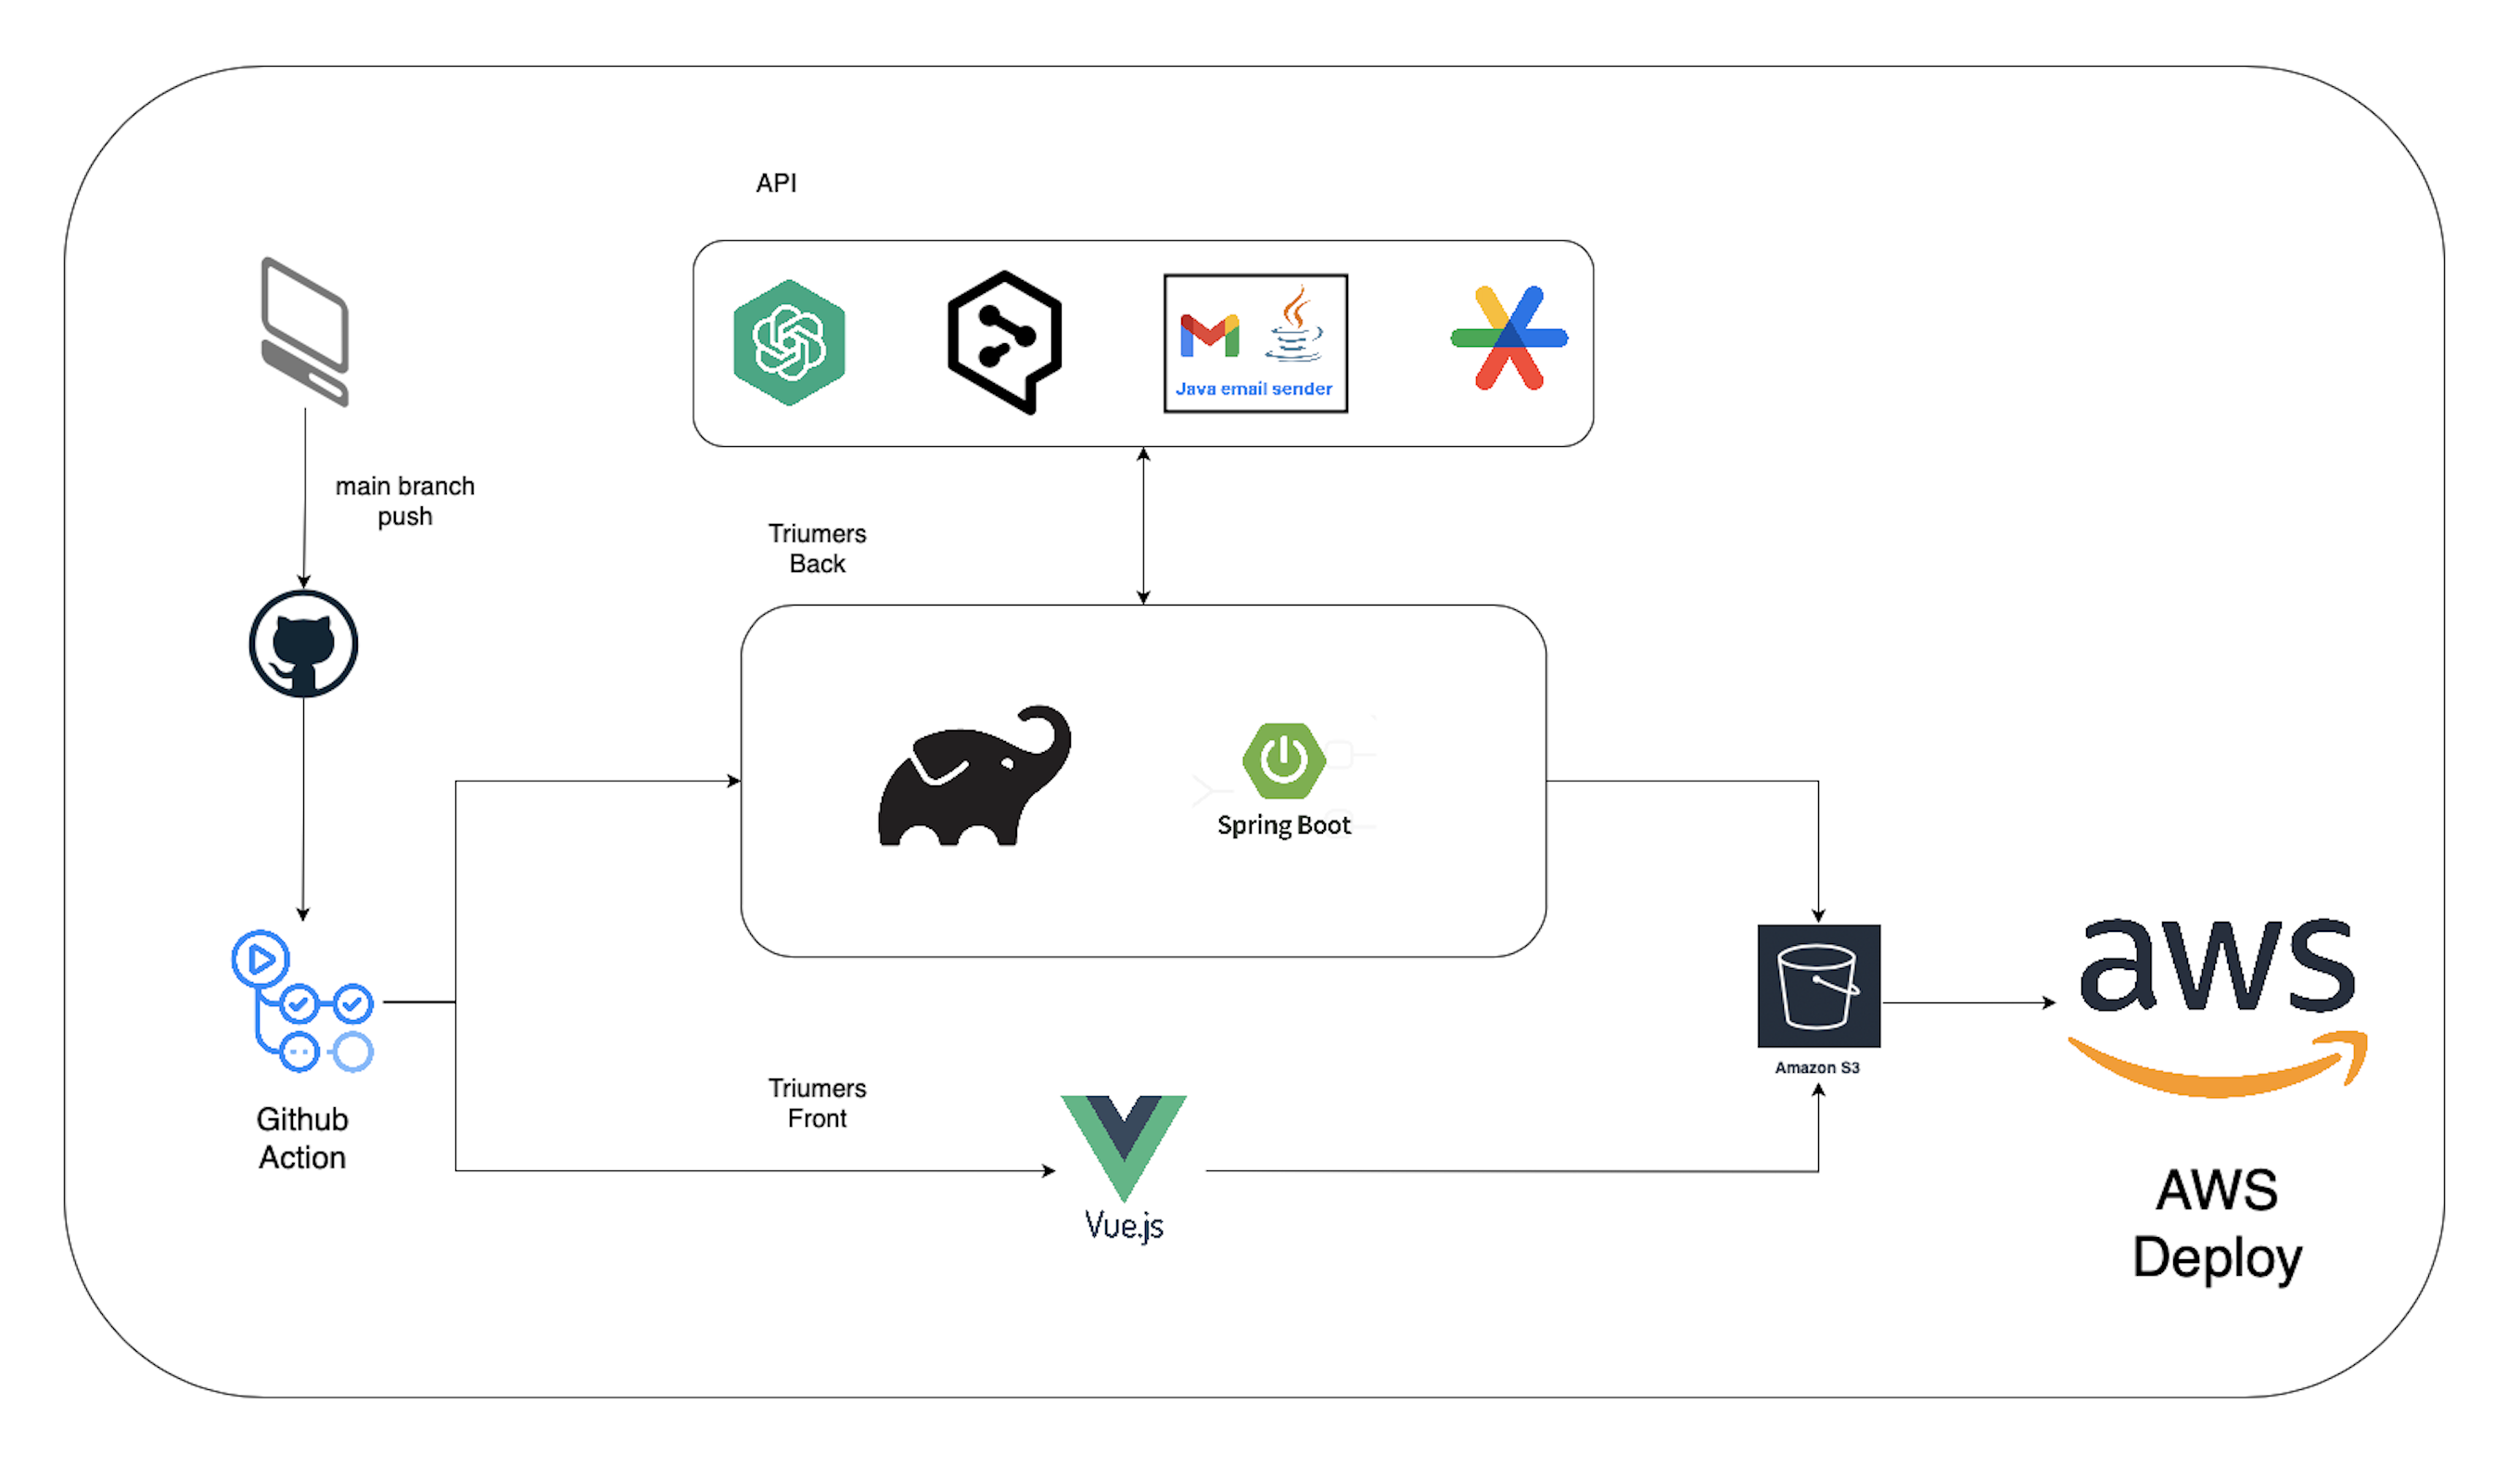 API
Java email sender
main branch
push
Triumers
Back
Spring Boot
aws
Amazon S3
Triumers
Front
Github
Action
Vue.js
AWS
Deploy